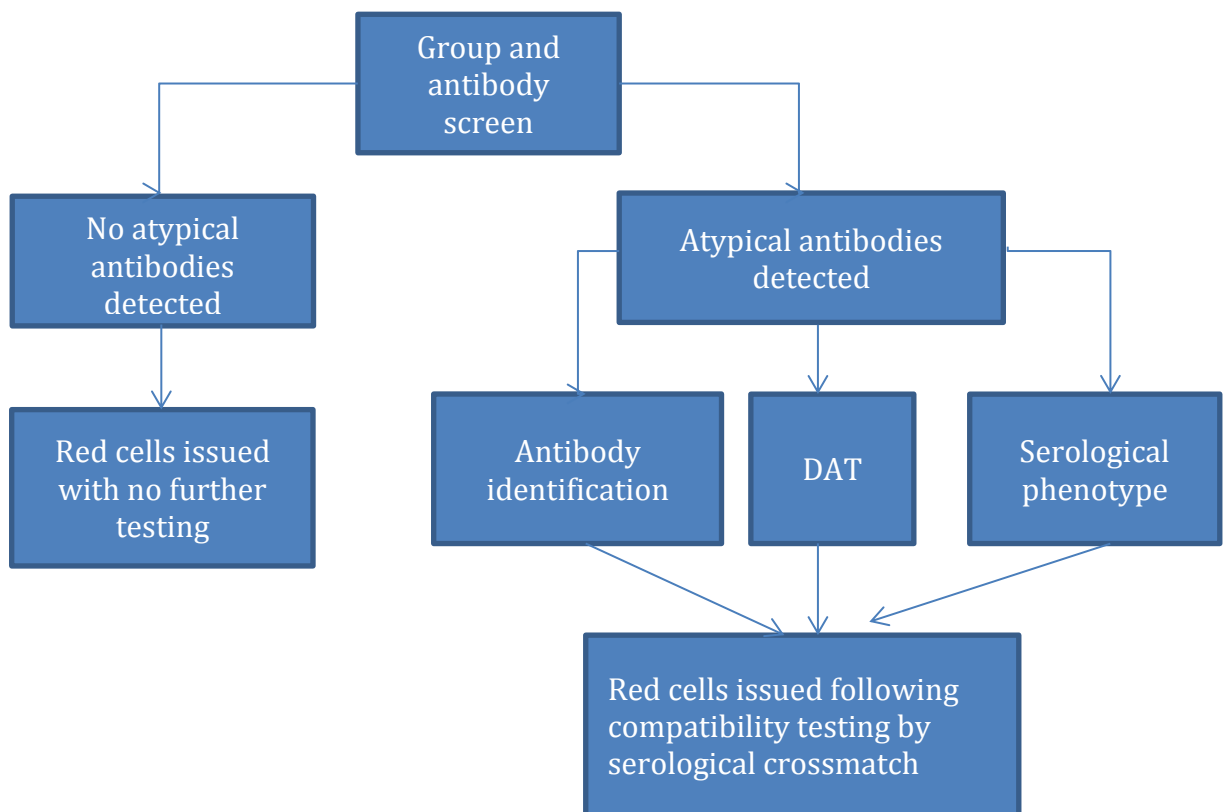 Group and
antibody
screen
No atypical
antibodies
detected
Atypical antibodies
detected
Red cells issued
with no further
testing
Antibody
identification
DAT
Serological
phenotype
Red cells issued following
compatibility testing by
serological crossmatch